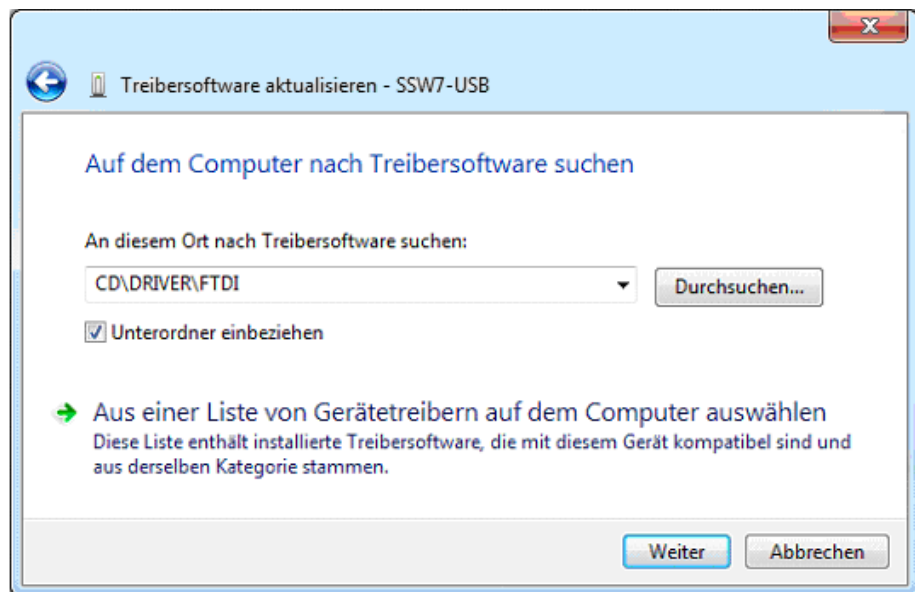 Treibersoftware aktualisieren - SSW7-USB
Auf dem Computer nach Treibersoftware suchen
An diesem Ort nach Treibersoftware suchen:
CD\DRIVER\FTDI
Durchsuchen...
Unterordner einbeziehen
Aus einer Liste von Gerätetreibern auf dem Computer auswählen
Diese Liste enthält installierte Treibersoftware, die mit diesem Gerät kompatibel sind und
aus derselben Kategorie stammen.
Weiter
Abbrechen